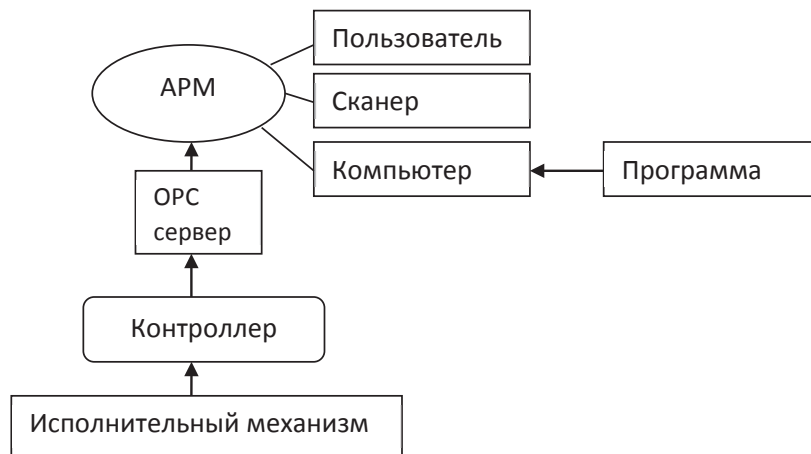 Пользователь
АРМ
Сканер
Компьютер
Программа
ОРС
сервер
Контроллер
Исполнительный механизм